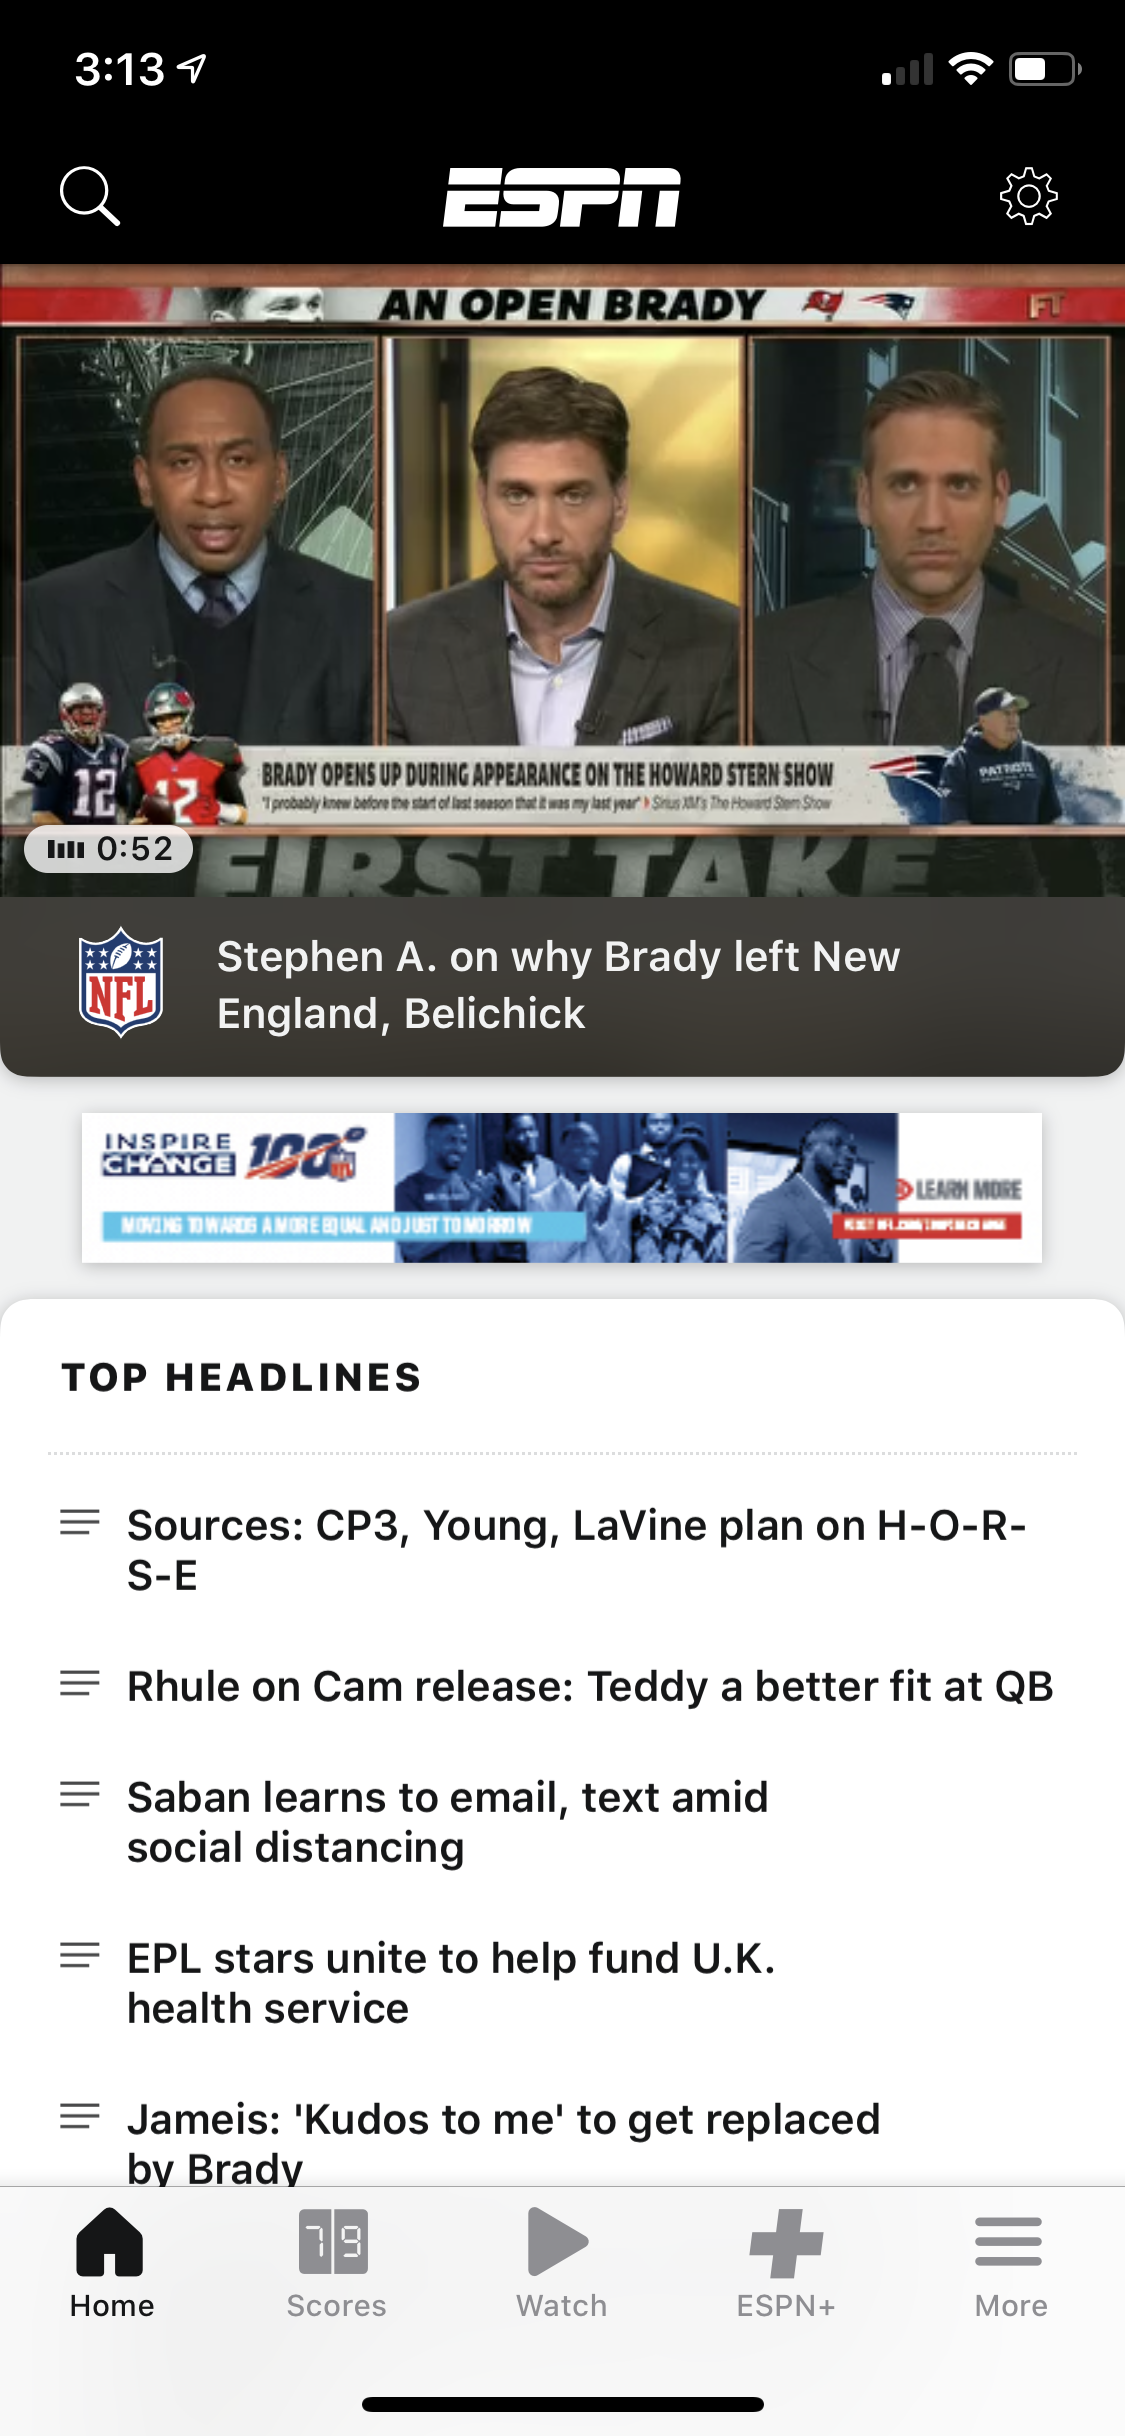 3:13
ESPN
AN OPEN BRADY
FT
12
12
PATRIOTS
BRADY OPENS UP DURING APPEARANCE ON THE HOWARD STERN SHOW
"I probably knew before the start of last season that it was my last year" Sirius XM's The Howard Stern Show
0:52
FIRST TAKE
NFL
Stephen A. on why Brady left New
England, Belichick
INSPIRE
CHANGE
100
LEARN MORE
MOVING TOWARDS A MORE EQUAL AND JUST TOMORROW
TOP HEADLINES
Sources: CP3, Young, LaVine plan on H-O-R-
S-E
Rhule on Cam release: Teddy a better fit at QB
Saban learns to email, text amid
social distancing
EPL stars unite to help fund U.K.
health service
Jameis: 'Kudos to me' to get replaced
by Brady
7 9
Home
Scores
Watch
ESPN+
More